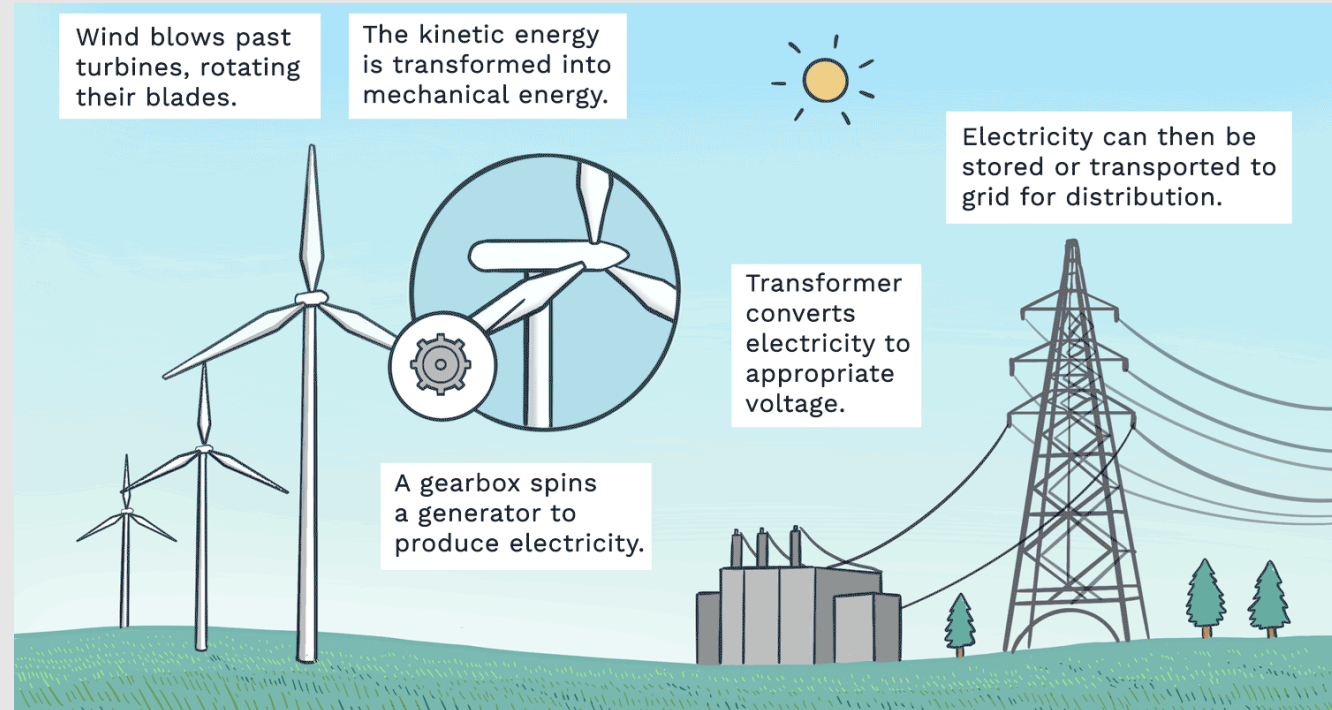 Wind blows past
turbines, rotating
their blades.
The kinetic energy
is transformed into
mechanical energy.
A gearbox spins
a generator to
produce electricity.
Transformer
converts
electricity to
appropriate
voltage.
Electricity can then be
stored or transported to
grid for distribution.